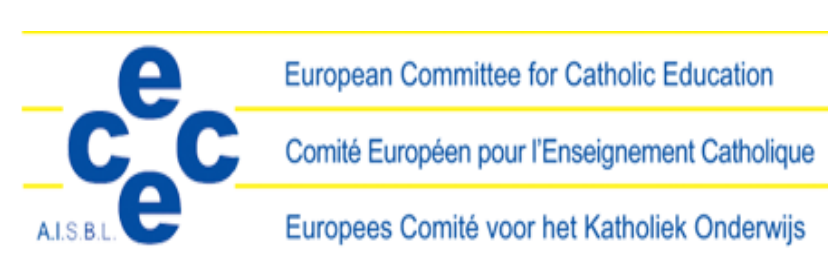 e
European Committee for Catholic Education
c c
Comité Européen pour l'Enseignement Catholique
e
A.I.S.B.L.
Europees Comité voor het Katholiek Onderwijs